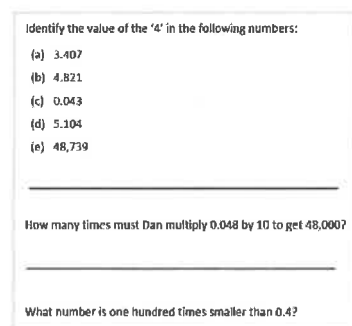 Identify the value of the ‘4’ in the following numbers:
(a) 3.407
(b) 4.821
(c) 0.043
(d) 5.104
(e) 48,739
How many times must Dan multiply 0.048 by 10 to get 48,000?
What number is one hundred times smaller than 0.4?